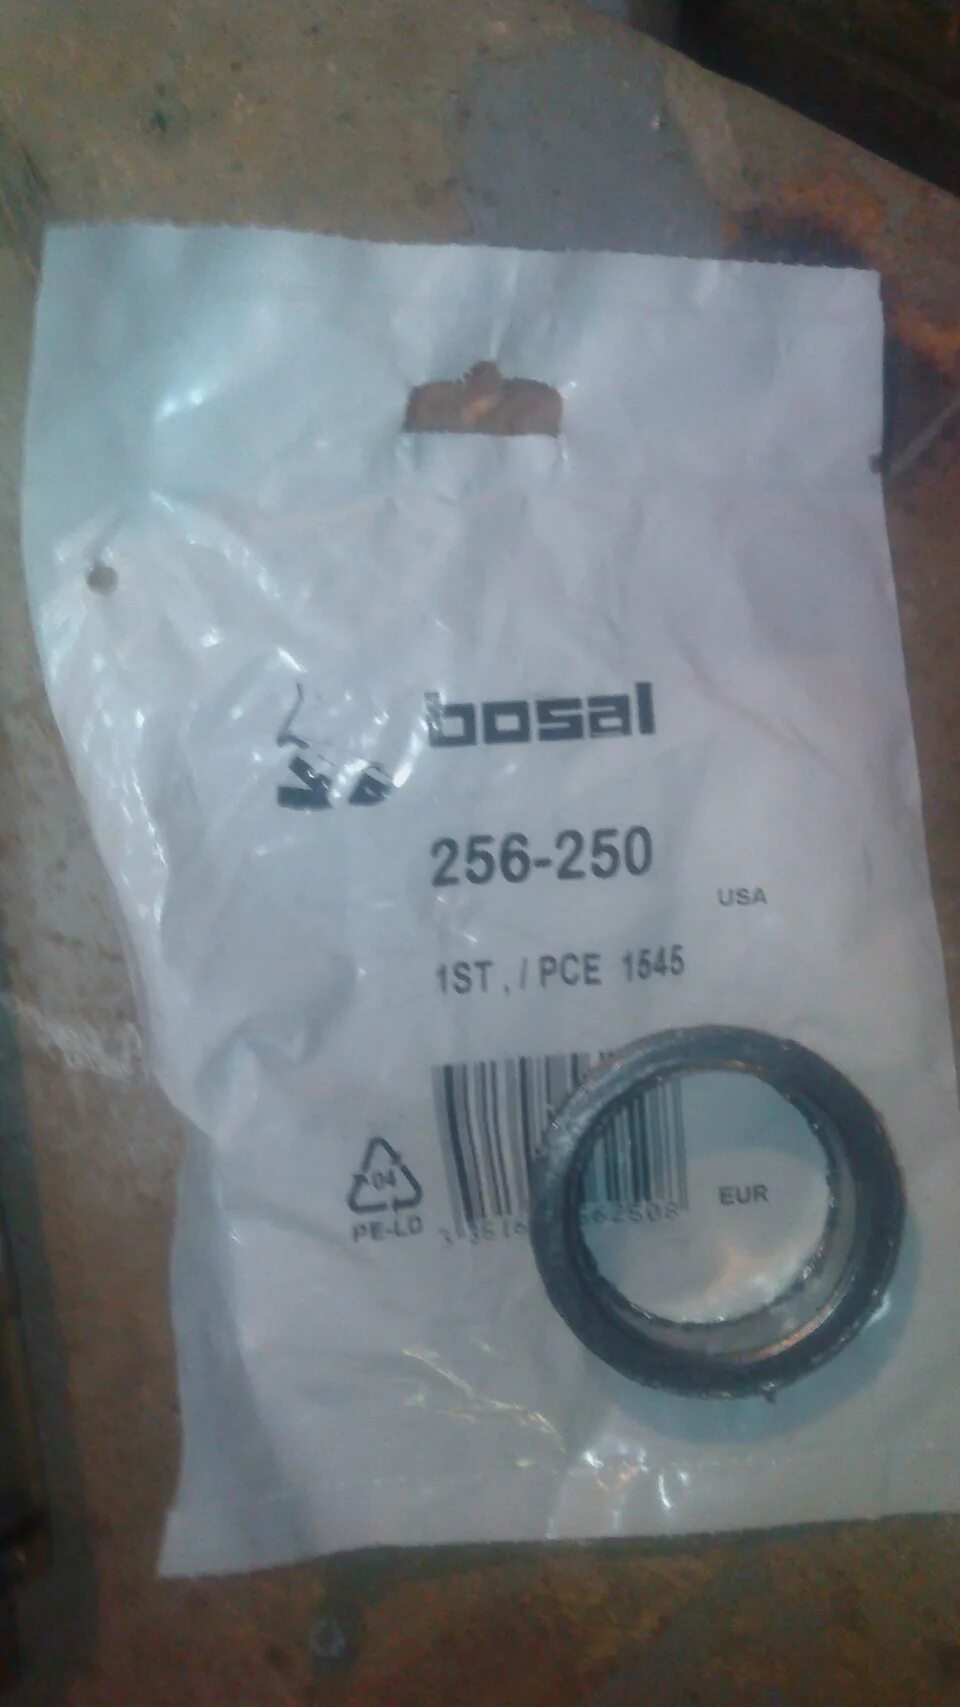 bosal
256-250
USA
1ST./PCE 1545
04
PE-LD
EUR